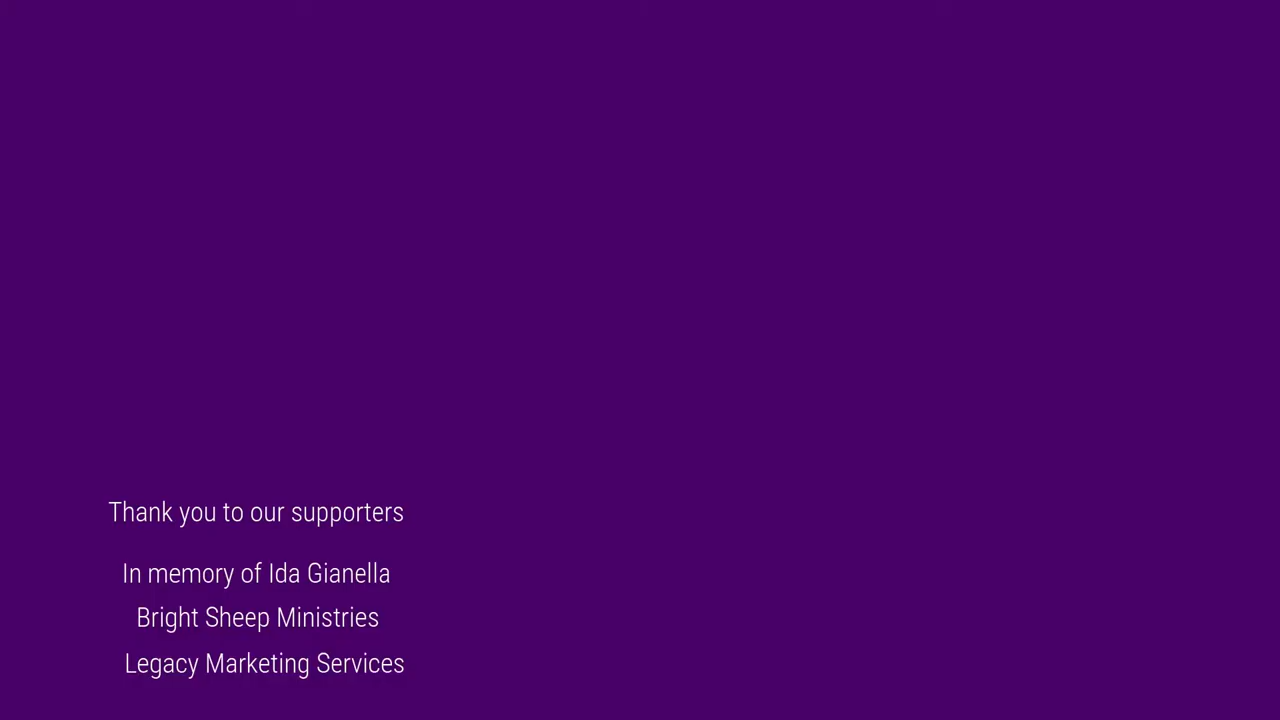 Thank you to our supporters
In memory of Ida Gianella
Bright Sheep Ministries
Legacy Marketing Services